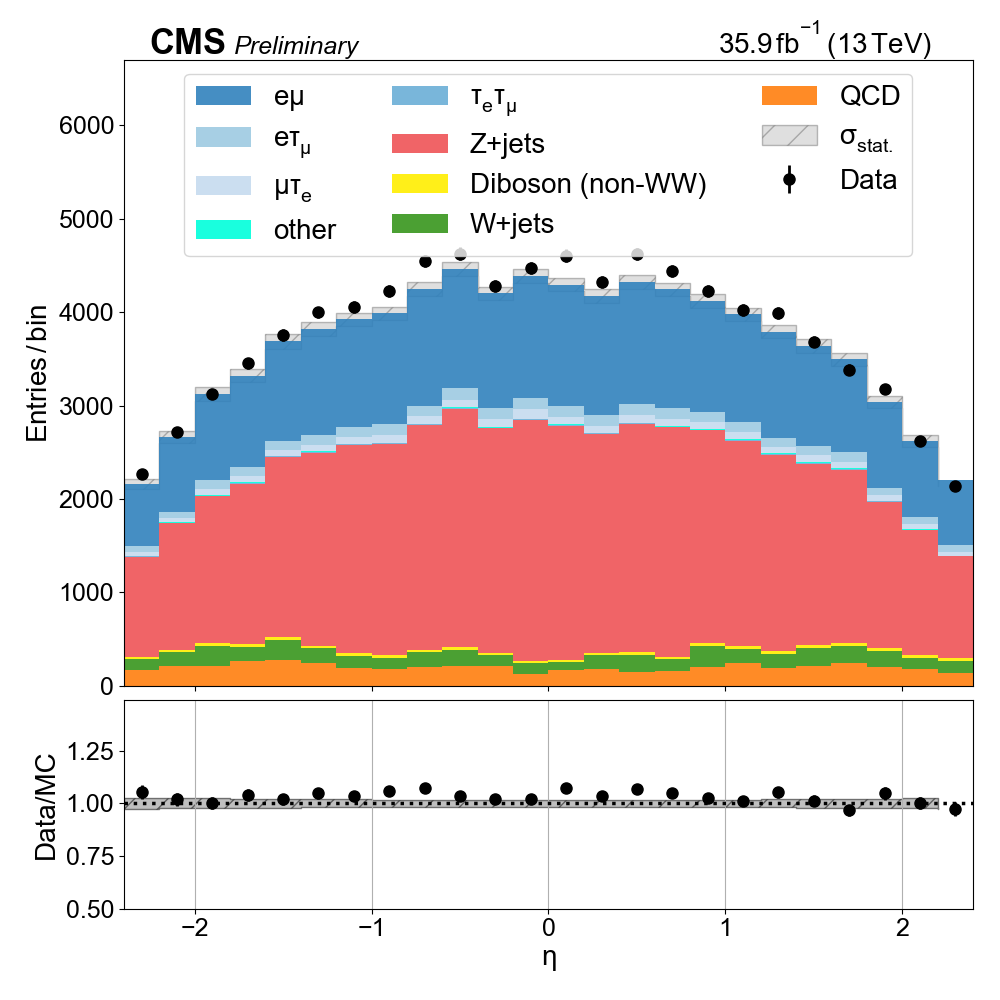 CMS Preliminary
35.9 fb⁻¹ (13 TeV)
eμ
eτμ
μτe
other
τeτμ
Z+jets
Diboson (non-WW)
W+jets
QCD
σstat.
Data
Entries / bin
6000
5000
4000
3000
2000
1000
0
Data/MC
1.25
1.00
0.75
0.50
−2
−1
0
1
2
η